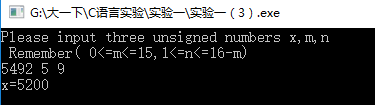 G:\大一下\C语言实验\实验一\实验一（3）.exe
Please input three unsigned numbers x,m,n
 Remember( 0<=m<=15,1<=n<=16-m)
5492 5 9
x=5200